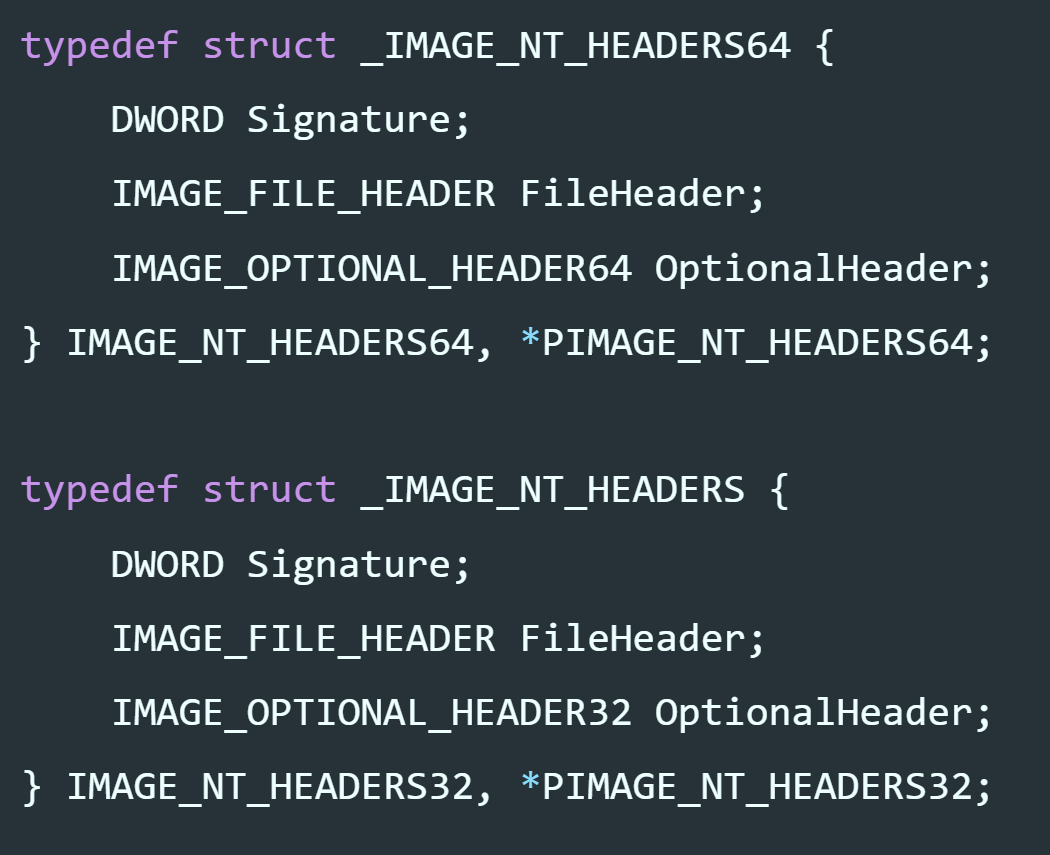 typedef struct _IMAGE_NT_HEADERS64 {
    DWORD Signature;
    IMAGE_FILE_HEADER FileHeader;
    IMAGE_OPTIONAL_HEADER64 OptionalHeader;
} IMAGE_NT_HEADERS64, *PIMAGE_NT_HEADERS64;

typedef struct _IMAGE_NT_HEADERS {
    DWORD Signature;
    IMAGE_FILE_HEADER FileHeader;
    IMAGE_OPTIONAL_HEADER32 OptionalHeader;
} IMAGE_NT_HEADERS32, *PIMAGE_NT_HEADERS32;